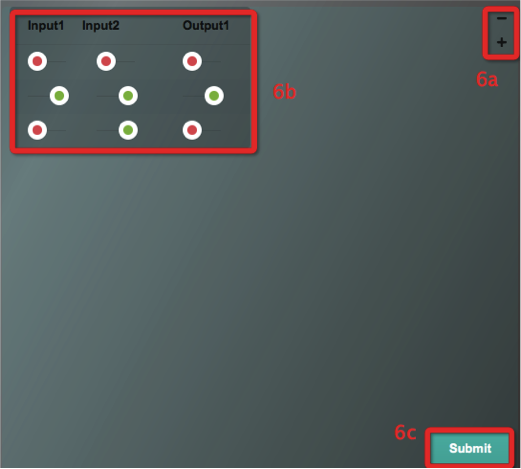 Input1 Input2 Output1
−
+
6a
6b
6c
Submit